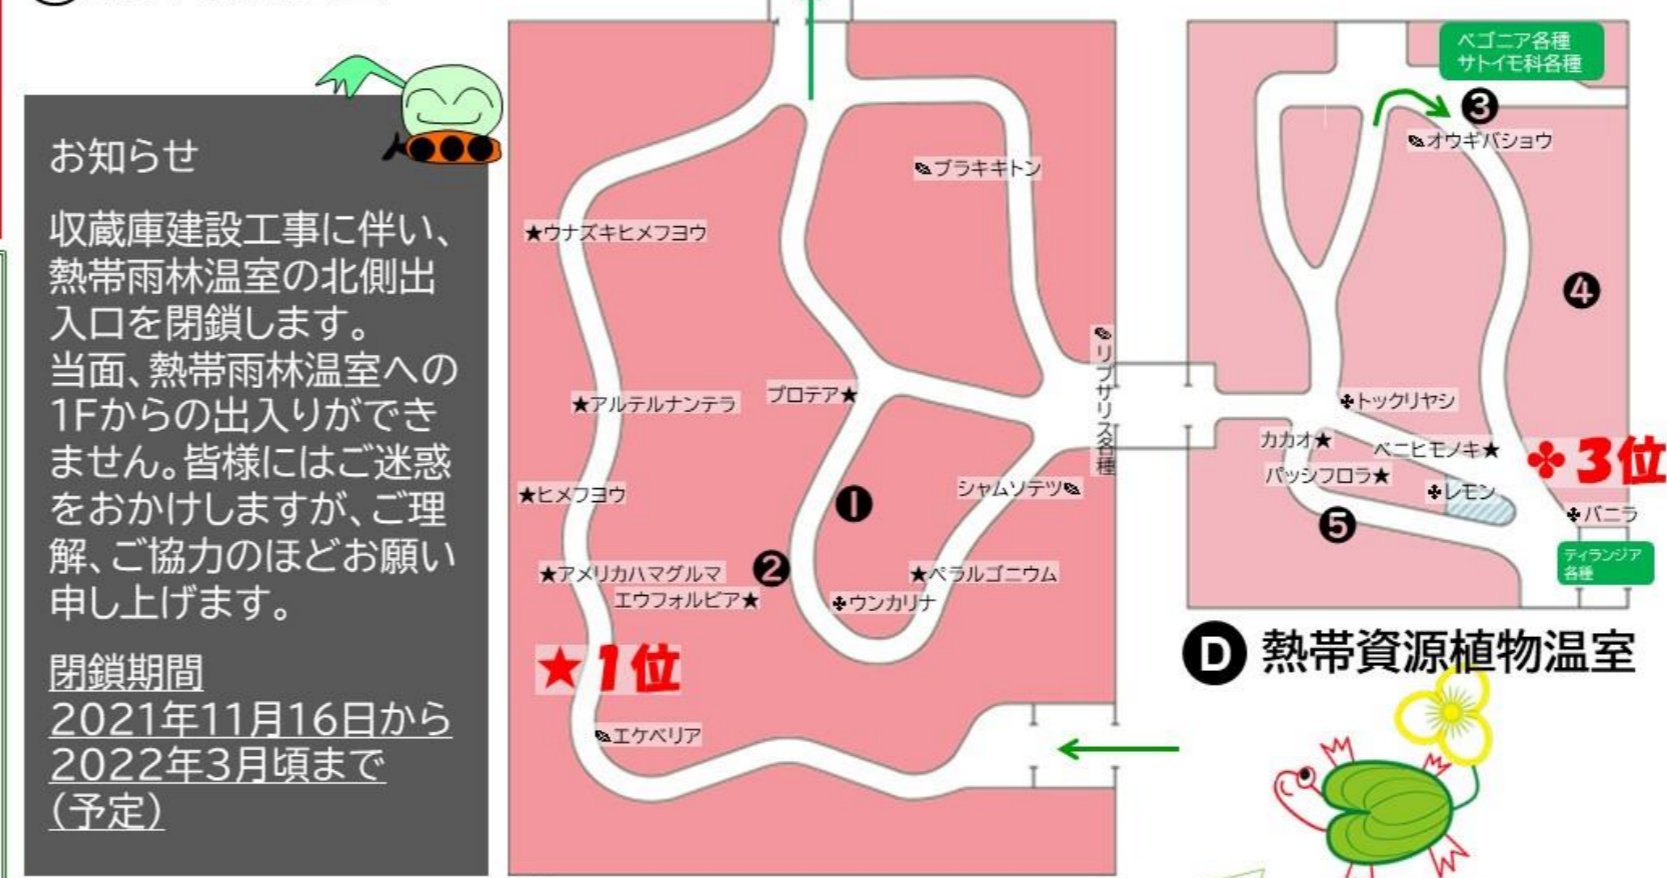 お知らせ
収蔵庫建設工事に伴い、
熱帯雨林温室の北側出
入口を閉鎖します。
当面、熱帯雨林温室への
1Fからの出入りができ
ません。皆様にはご迷惑
をおかけしますが、ご理
解、ご協力のほどお願い
申し上げます。
閉鎖期間
2021年11月16日から
2022年3月頃まで
(予定)
ブラキキトン
★ウナズキヒメフヨウ
リプサリス各種
★アルテルナンテラ
プロテア★
★ヒメフヨウ
シャムソテツ
❶
❷
★アメリカハマグルマ
エウフォルビア★
★ペラルゴニウム
✤ウンカリナ
★1位
エケベリア
ベゴニア各種
サトイモ科各種
❸
オウギバショウ
❹
✤トックリヤシ
カカオ★
ベニヒモノキ★
✤3位
パッシフロラ★
✤レモン
❺
✤バニラ
ティランジア
各種
D 熱帯資源植物温室